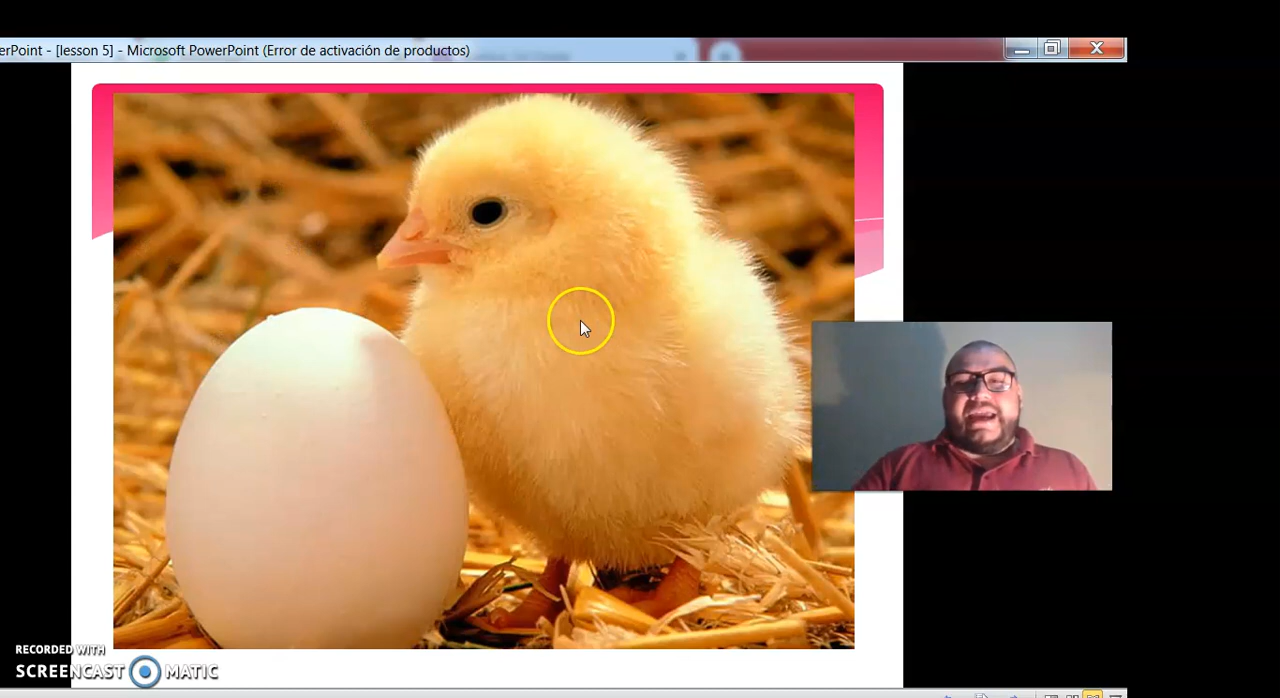 erPoint - [lesson 5] - Microsoft PowerPoint (Error de activación de productos)
RECORDED WITH
SCREENCAST MATIC